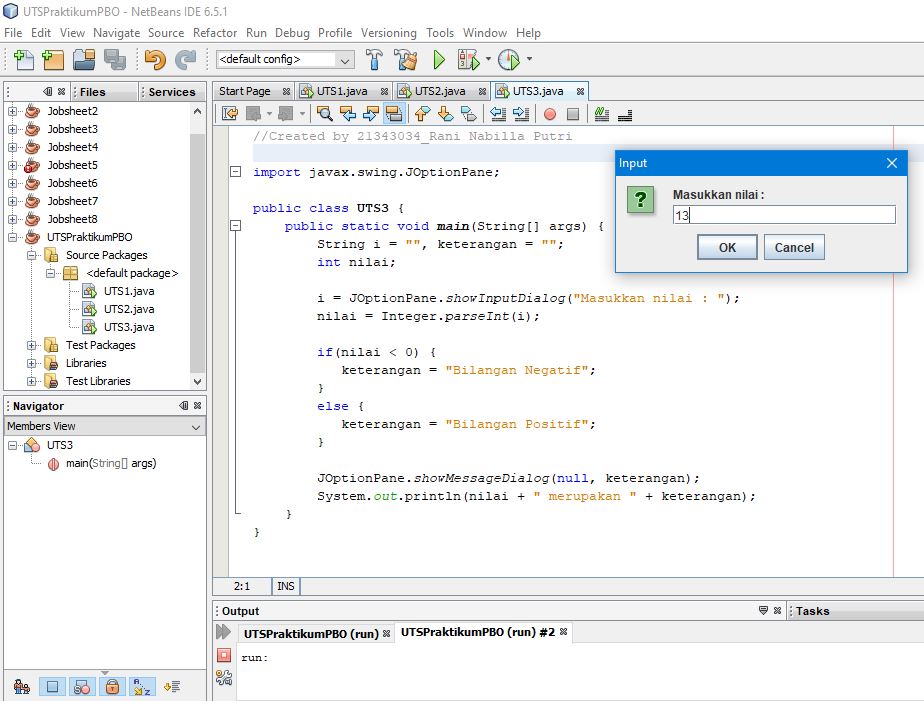 UTSPraktikumPBO - NetBeans IDE 6.5.1
File Edit View Navigate Source Refactor Run Debug Profile Versioning Tools Window Help
<default config>
Files Services
Jobsheet2
Jobsheet3
Jobsheet4
Jobsheet5
Jobsheet6
Jobsheet7
Jobsheet8
UTSPraktikumPBO
Source Packages
<default package>
UTS1.java
UTS2.java
UTS3.java
Test Packages
Libraries
Test Libraries
Navigator
Members View
UTS3
main(String[] args)
Start Page UTS1.java UTS2.java UTS3.java
//Created by 21343034_Rani Nabilla Putri
import javax.swing.JOptionPane;
public class UTS3 {
public static void main(String[] args) {
String i = "", keterangan = "";
int nilai;
i = JOptionPane.showInputDialog("Masukkan nilai : ");
nilai = Integer.parseInt(i);
if(nilai < 0) {
keterangan = "Bilangan Negatif";
}
else {
keterangan = "Bilangan Positif";
}
JOptionPane.showMessageDialog(null, keterangan);
System.out.println(nilai + " merupakan " + keterangan);
}
}
2:1 INS
Input
Masukkan nilai :
13
OK Cancel
Output Tasks
UTSPraktikumPBO (run) UTSPraktikumPBO (run) #2
run: